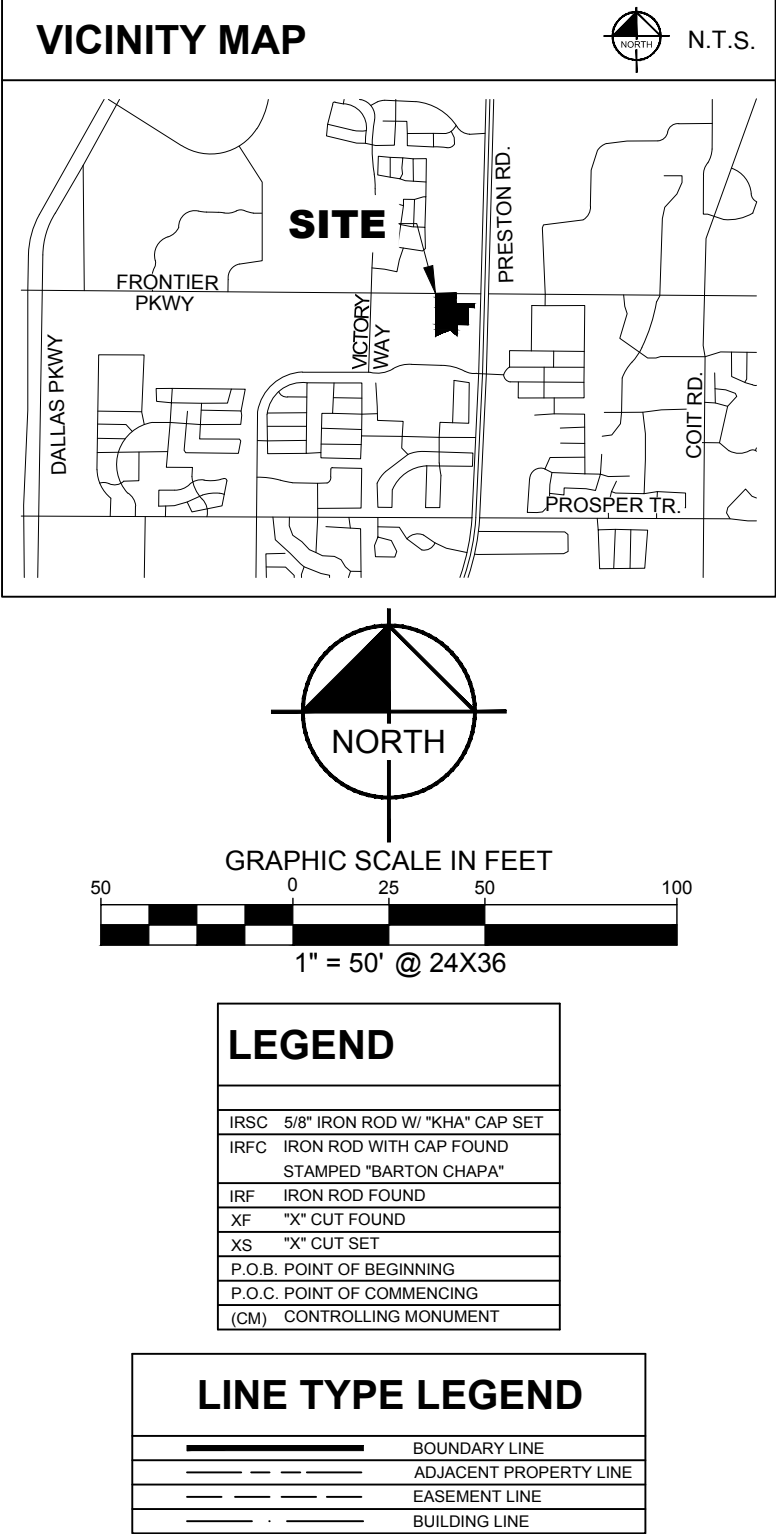 VICINITY MAP
NORTH
N.T.S.
SITE
PRESTON RD.
FRONTIER
PKWY
VICTORY
WAY
DALLAS PKWY
COIT RD.
PROSPER TR.
NORTH
GRAPHIC SCALE IN FEET
50 0 25 50 100
1" = 50' @ 24X36
LEGEND
IRSC 5/8" IRON ROD W/ "KHA" CAP SET
IRFC IRON ROD WITH CAP FOUND
STAMPED "BARTON CHAPA"
IRF IRON ROD FOUND
XF "X" CUT FOUND
XS "X" CUT SET
P.O.B. POINT OF BEGINNING
P.O.C. POINT OF COMMENCING
(CM) CONTROLLING MONUMENT
LINE TYPE LEGEND
BOUNDARY LINE
ADJACENT PROPERTY LINE
EASEMENT LINE
BUILDING LINE